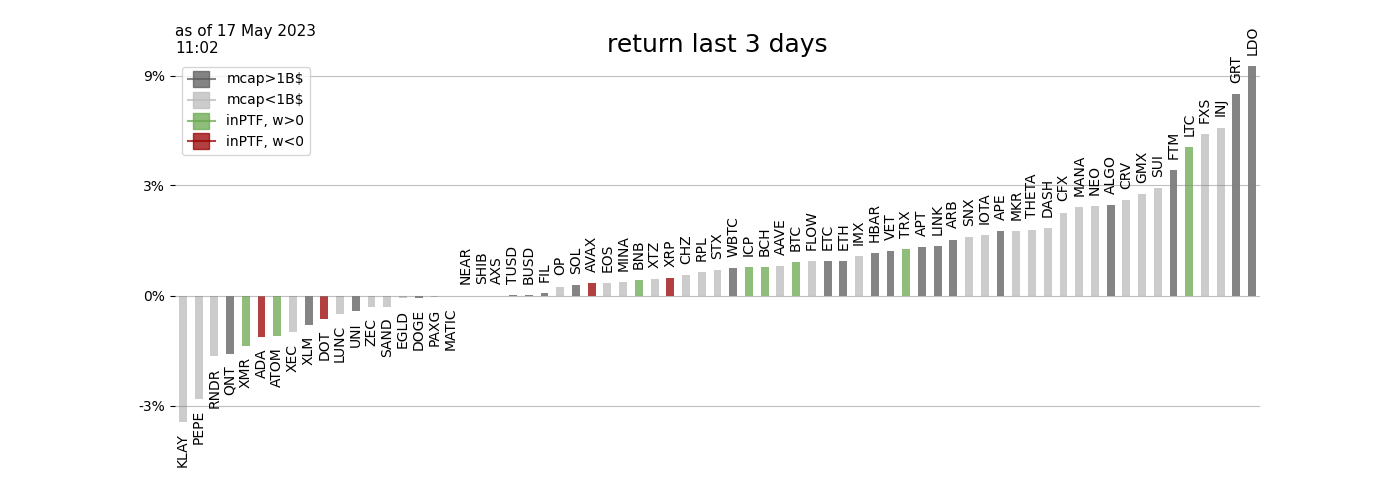 as of 17 May 2023
11:02
return last 3 days
mcap>1B$
mcap<1B$
inPTF, w>0
inPTF, w<0
9%
3%
0%
-3%
KLAY
PEPE
RNDR
QNT
XMR
ADA
ATOM
XEC
XLM
DOT
LUNC
UNI
ZEC
SAND
EGLD
DOGE
PAXG
MATIC
NEAR
SHIB
AXS
TUSD
BUSD
FIL
OP
SOL
AVAX
EOS
MINA
BNB
XTZ
XRP
CHZ
RPL
STX
WBTC
ICP
BCH
AAVE
BTC
FLOW
ETC
ETH
IMX
HBAR
VET
TRX
APT
LINK
ARB
SNX
IOTA
APE
MKR
THETA
DASH
CFX
MANA
NEO
ALGO
CRV
GMX
SUI
FTM
LTC
FXS
INJ
GRT
LDO